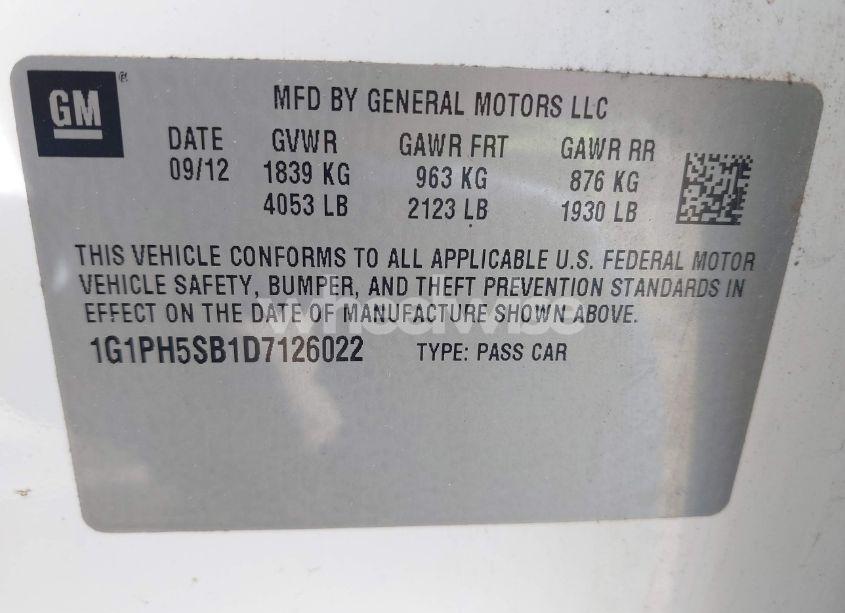 GM ®
MFD BY GENERAL MOTORS LLC
DATE GVWR GAWR FRT GAWR RR
09/12 1839 KG 963 KG 876 KG
4053 LB 2123 LB 1930 LB
THIS VEHICLE CONFORMS TO ALL APPLICABLE U.S. FEDERAL MOTOR
VEHICLE SAFETY, BUMPER, AND THEFT PREVENTION STANDARDS IN
EFFECT ON THE DATE OF MANUFACTURE SHOWN ABOVE.
wheelwise
1G1PH5SB1D7126022 TYPE: PASS CAR